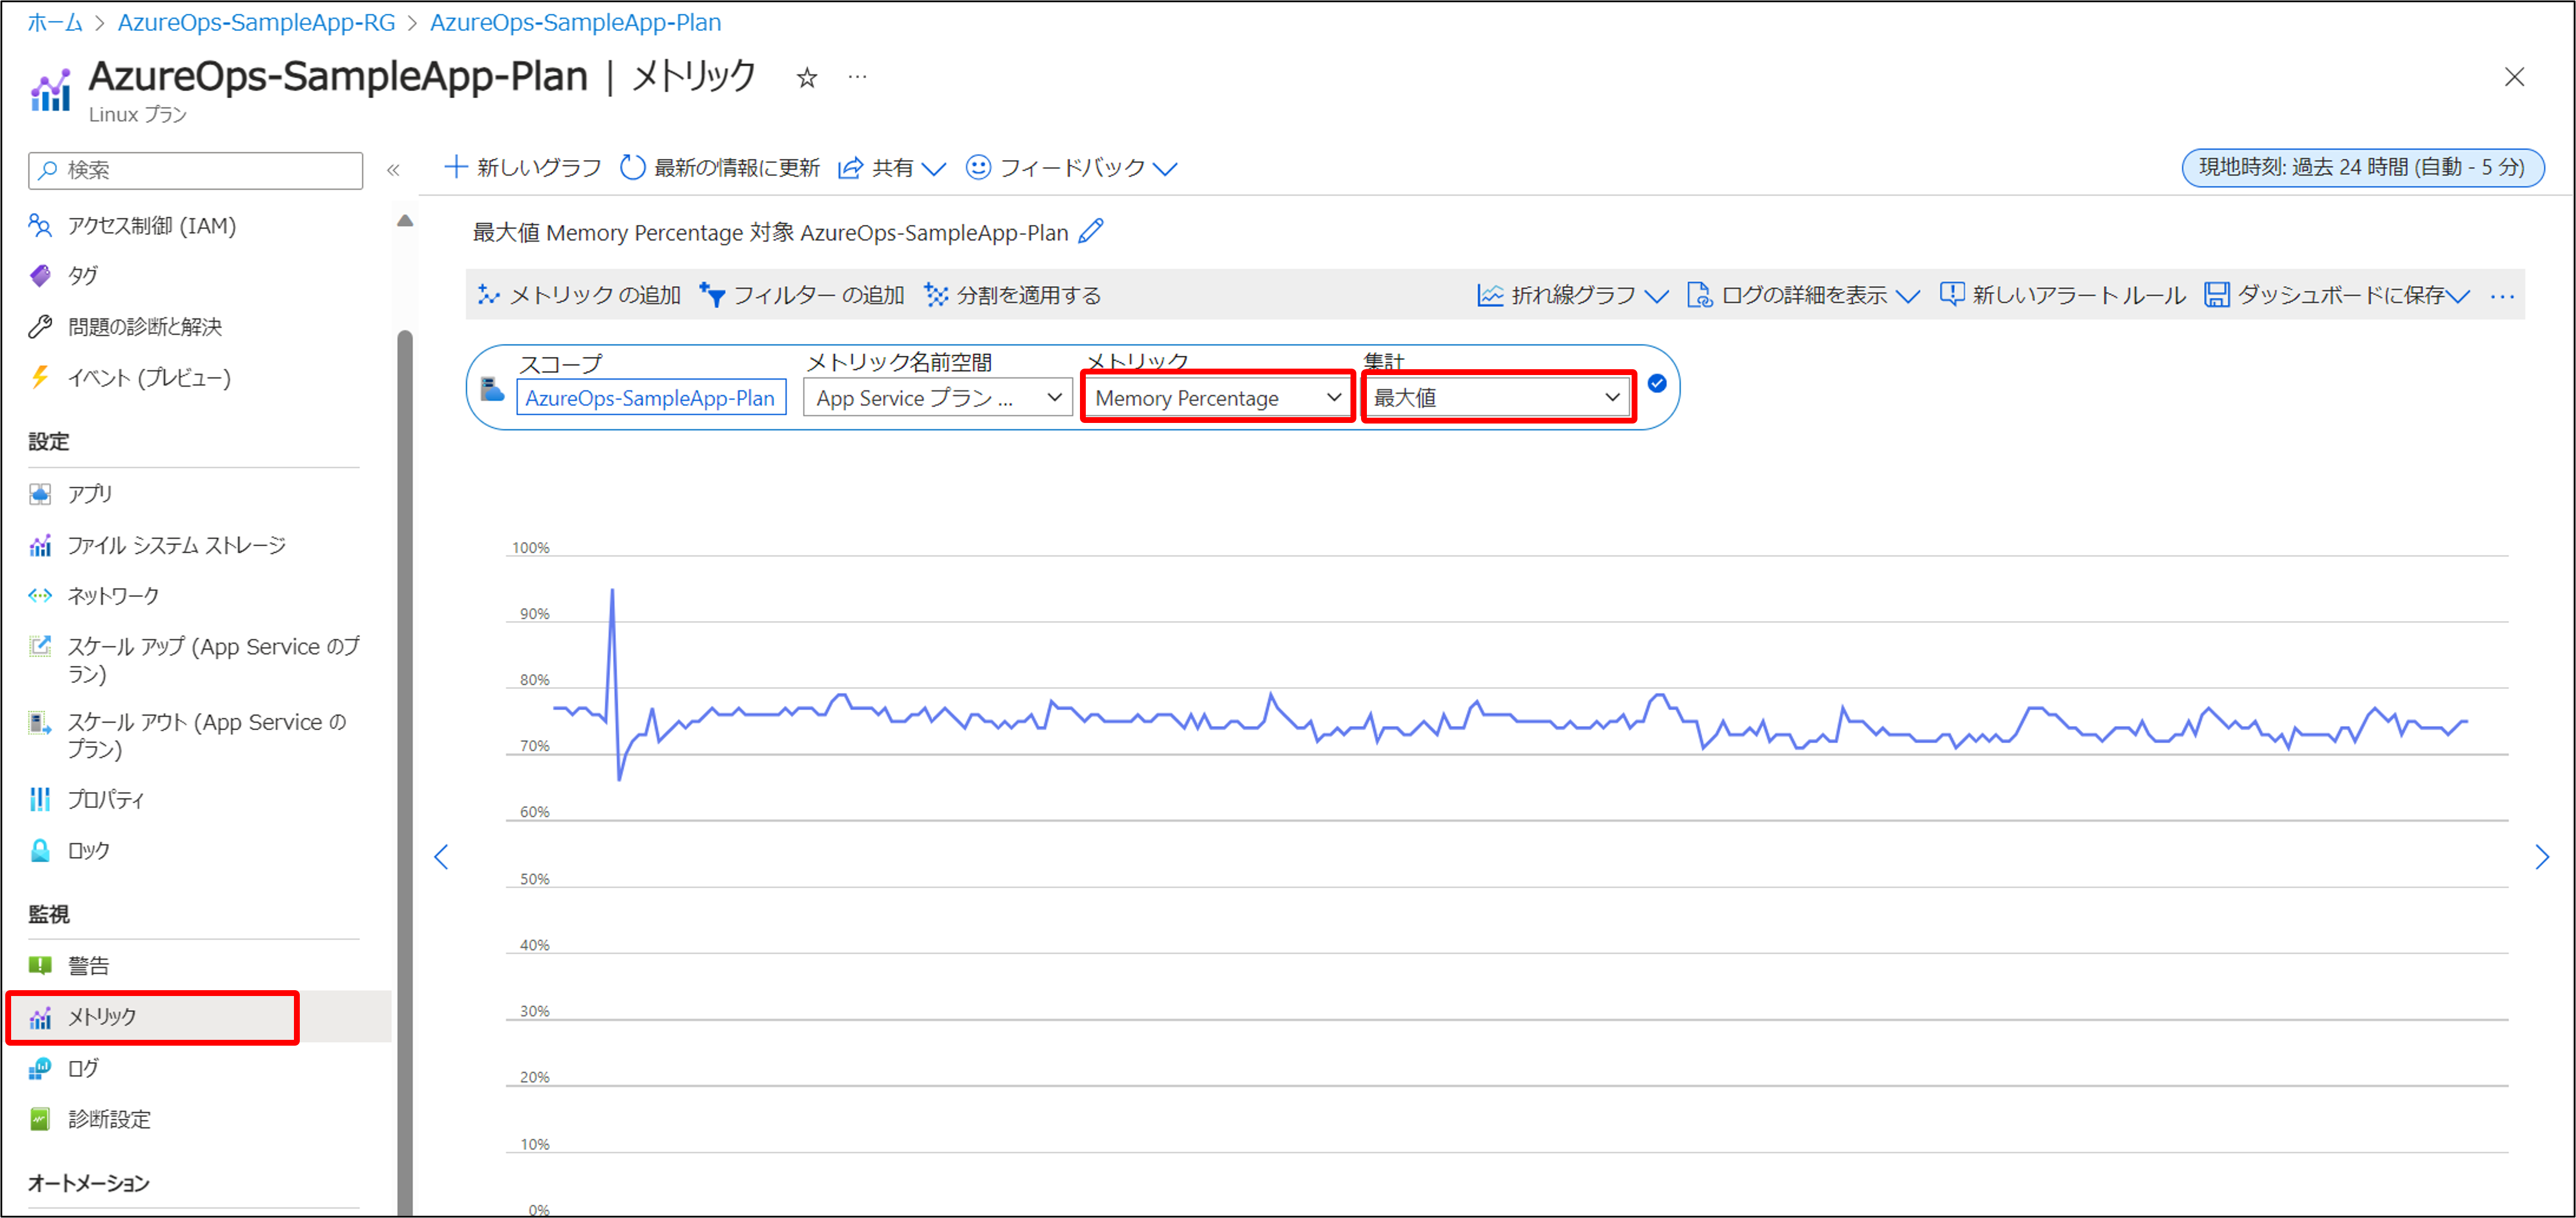 ホーム > AzureOps-SampleApp-RG > AzureOps-SampleApp-Plan
AzureOps-SampleApp-Plan | メトリック ☆ …
Linux プラン
検索
«
アクセス制御 (IAM)
タグ
問題の診断と解決
イベント (プレビュー)
設定
アプリ
ファイル システム ストレージ
ネットワーク
スケール アップ (App Service のプ
ラン)
スケール アウト (App Service の
プラン)
プロパティ
ロック
監視
警告
メトリック
ログ
診断設定
オートメーション
新しいグラフ 最新の情報に更新 共有 フィードバック
現地時刻: 過去 24 時間 (自動 - 5 分)
最大値 Memory Percentage 対象 AzureOps-SampleApp-Plan
メトリック の追加 フィルター の追加 分割を適用する
折れ線グラフ ログの詳細を表示 新しいアラート ルール ダッシュボードに保存 …
スコープ メトリック名前空間 メトリック 集計
AzureOps-SampleApp-Plan App Service プラン ... Memory Percentage 最大値
100%
90%
80%
70%
60%
50%
40%
30%
20%
10%
0%